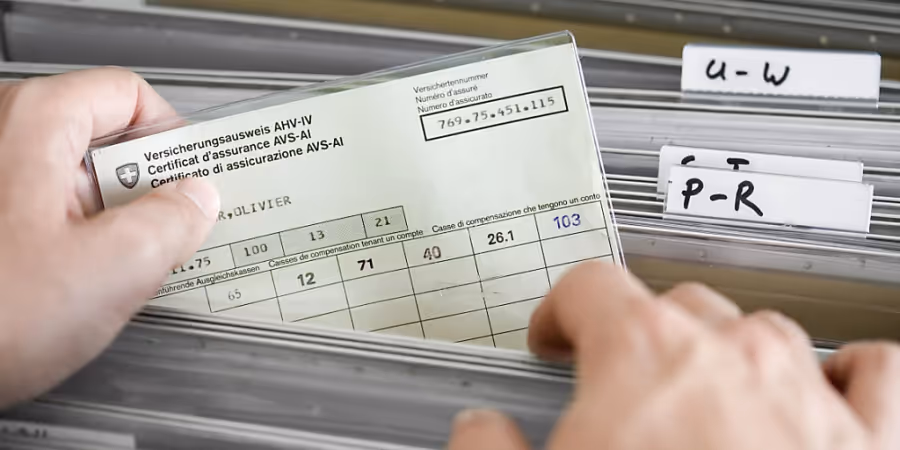 Versicherungsausweis AHV-IV
Certificat d'assurance AVS-AI
Certificato di assicurazione AVS-AI
Versichertennummer
Numéro d'assuré
Numero d'assicurato
769.75.451.115
R,OLIVIER
11.75 100 13 21
führende Ausgleichskassen Caisses de compensation tenant un compte Casse di compensazione che tengono un conto
65 12 71 40 26.1 103
U-W
P-R